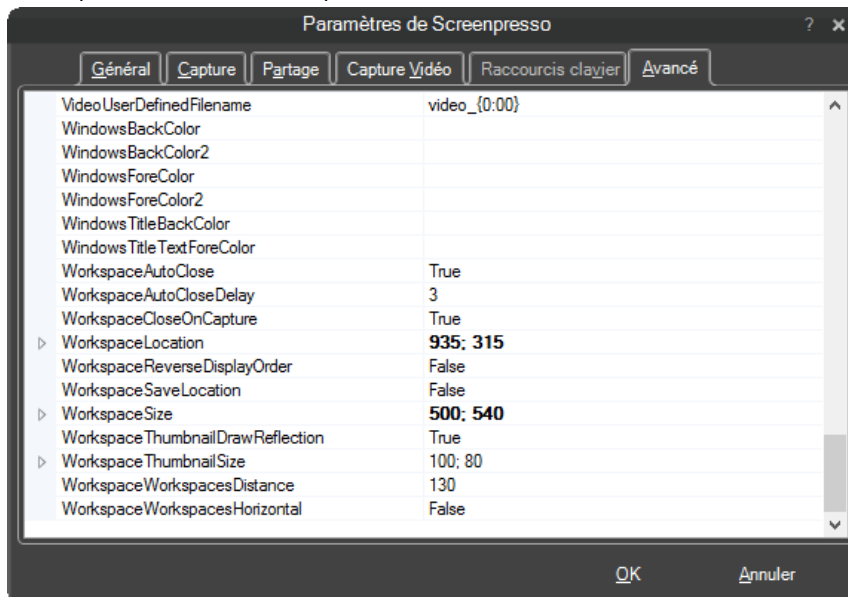 Paramètres de Screenpresso ? ×
Général Capture Partage Capture Vidéo Raccourcis clavier Avancé
VideoUserDefinedFilename video_{0:00}
WindowsBackColor
WindowsBackColor2
WindowsForeColor
WindowsForeColor2
WindowsTitleBackColor
WindowsTitleTextForeColor
WorkspaceAutoClose True
WorkspaceAutoCloseDelay 3
WorkspaceCloseOnCapture True
WorkspaceLocation 935; 315
WorkspaceReverseDisplayOrder False
WorkspaceSaveLocation False
WorkspaceSize 500; 540
WorkspaceThumbnailDrawReflection True
WorkspaceThumbnailSize 100; 80
WorkspaceWorkspacesDistance 130
WorkspaceWorkspacesHorizontal False
OK Annuler